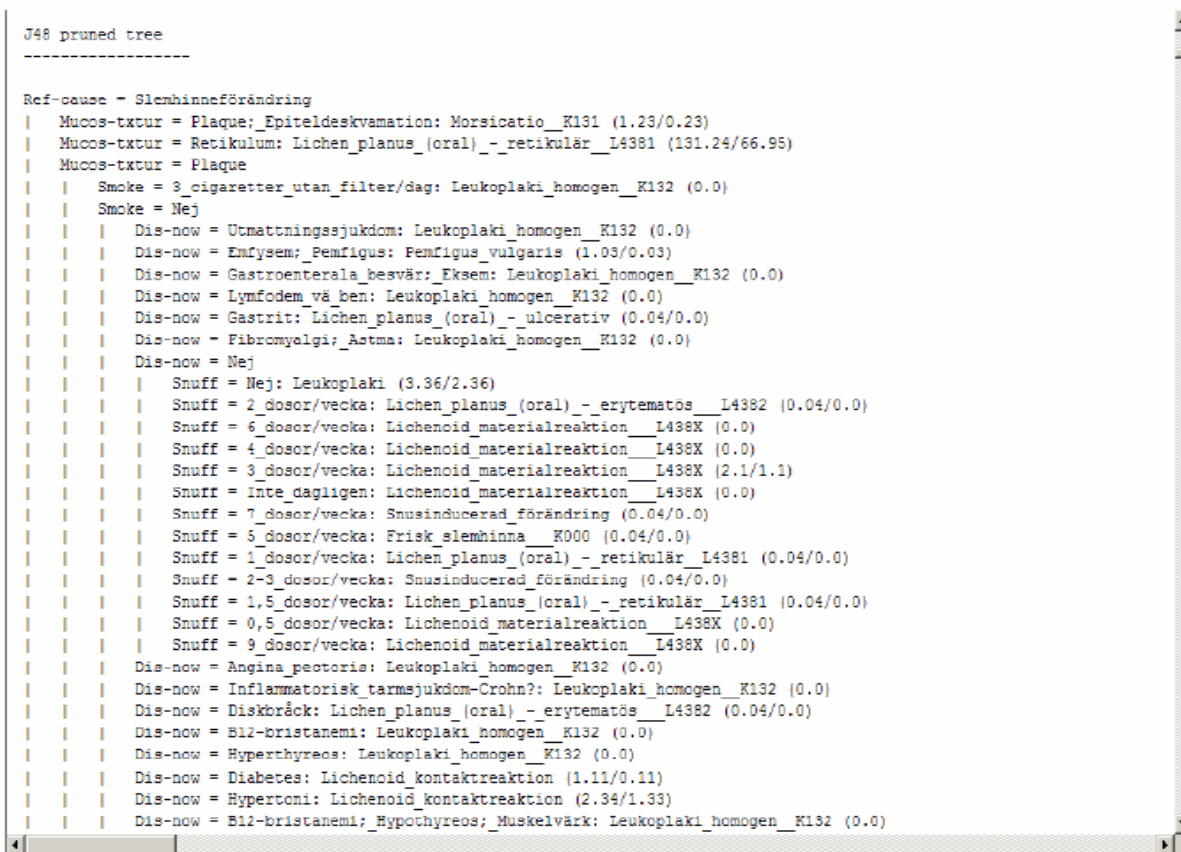 J48 pruned tree
------------------
Ref-cause = Slemhinneförändring
|   Mucos-txtur = Plaque;_Epiteldeskvamation: Morsicatio__K131 (1.23/0.23)
|   Mucos-txtur = Retikulum: Lichen_planus_(oral)_-_retikulär__L4381 (131.24/66.95)
|   Mucos-txtur = Plaque
|   |   Smoke = 3_cigaretter_utan_filter/dag: Leukoplaki_homogen__K132 (0.0)
|   |   Smoke = Nej
|   |   |   Dis-now = Utmattningssjukdom: Leukoplaki_homogen__K132 (0.0)
|   |   |   Dis-now = Emfysem;_Pemfigus: Pemfigus_vulgaris (1.03/0.03)
|   |   |   Dis-now = Gastroenterala_besvär;_Eksem: Leukoplaki_homogen__K132 (0.0)
|   |   |   Dis-now = Lymfodem_vä_ben: Leukoplaki_homogen__K132 (0.0)
|   |   |   Dis-now = Gastrit: Lichen_planus_(oral)_-_ulcerativ (0.04/0.0)
|   |   |   Dis-now = Fibromyalgi;_Astma: Leukoplaki_homogen__K132 (0.0)
|   |   |   Dis-now = Nej
|   |   |   |   Snuff = Nej: Leukoplaki (3.36/2.36)
|   |   |   |   Snuff = 2_dosor/vecka: Lichen_planus_(oral)_-_erytematös___L4382 (0.04/0.0)
|   |   |   |   Snuff = 6_dosor/vecka: Lichenoid_materialreaktion___L438X (0.0)
|   |   |   |   Snuff = 4_dosor/vecka: Lichenoid_materialreaktion___L438X (0.0)
|   |   |   |   Snuff = 3_dosor/vecka: Lichenoid_materialreaktion___L438X (2.1/1.1)
|   |   |   |   Snuff = Inte_dagligen: Lichenoid_materialreaktion___L438X (0.0)
|   |   |   |   Snuff = 7_dosor/vecka: Snusinducerad_förändring (0.04/0.0)
|   |   |   |   Snuff = 5_dosor/vecka: Frisk_slemhinna___K000 (0.04/0.0)
|   |   |   |   Snuff = 1_dosor/vecka: Lichen_planus_(oral)_-_retikulär__L4381 (0.04/0.0)
|   |   |   |   Snuff = 2-3_dosor/vecka: Snusinducerad_förändring (0.04/0.0)
|   |   |   |   Snuff = 1,5_dosor/vecka: Lichen_planus_(oral)_-_retikulär__L4381 (0.04/0.0)
|   |   |   |   Snuff = 0,5_dosor/vecka: Lichenoid_materialreaktion___L438X (0.0)
|   |   |   |   Snuff = 9_dosor/vecka: Lichenoid_materialreaktion___L438X (0.0)
|   |   |   Dis-now = Angina_pectoris: Leukoplaki_homogen__K132 (0.0)
|   |   |   Dis-now = Inflammatorisk_tarmsjukdom-Crohn?: Leukoplaki_homogen__K132 (0.0)
|   |   |   Dis-now = Diskbråck: Lichen_planus_(oral)_-_erytematös___L4382 (0.04/0.0)
|   |   |   Dis-now = B12-bristanemi: Leukoplaki_homogen__K132 (0.0)
|   |   |   Dis-now = Hyperthyreos: Leukoplaki_homogen__K132 (0.0)
|   |   |   Dis-now = Diabetes: Lichenoid_kontaktreaktion (1.11/0.11)
|   |   |   Dis-now = Hypertoni: Lichenoid_kontaktreaktion (2.34/1.33)
|   |   |   Dis-now = B12-bristanemi;_Hypothyreos;_Muskelvärk: Leukoplaki_homogen__K132 (0.0)